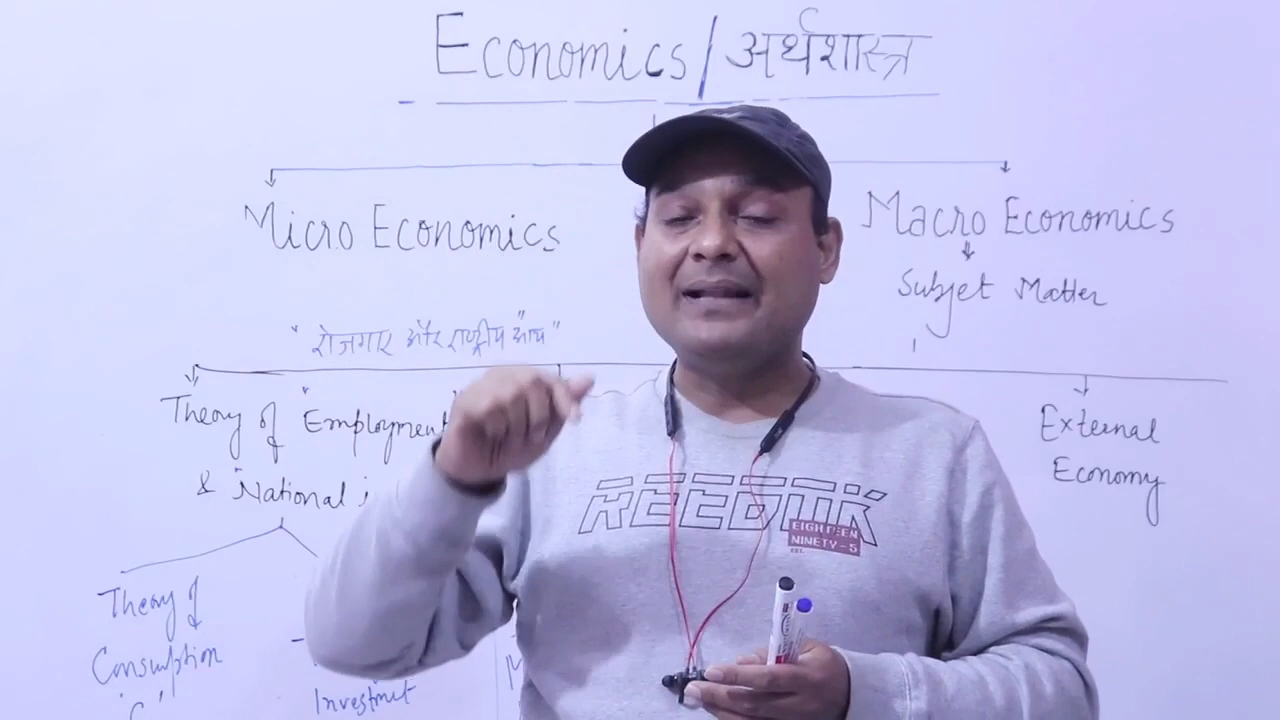 Economics/अर्थशास्त्र
Micro Economics
Macro Economics
Subjet Matter
"रोजगार और राष्ट्रीय "आय"
Theory of "Employment
& "National i
External
Economy
Theory of
Consumption
"C"
REEBOK
EIGHTEEN
NINETY-5
EST.